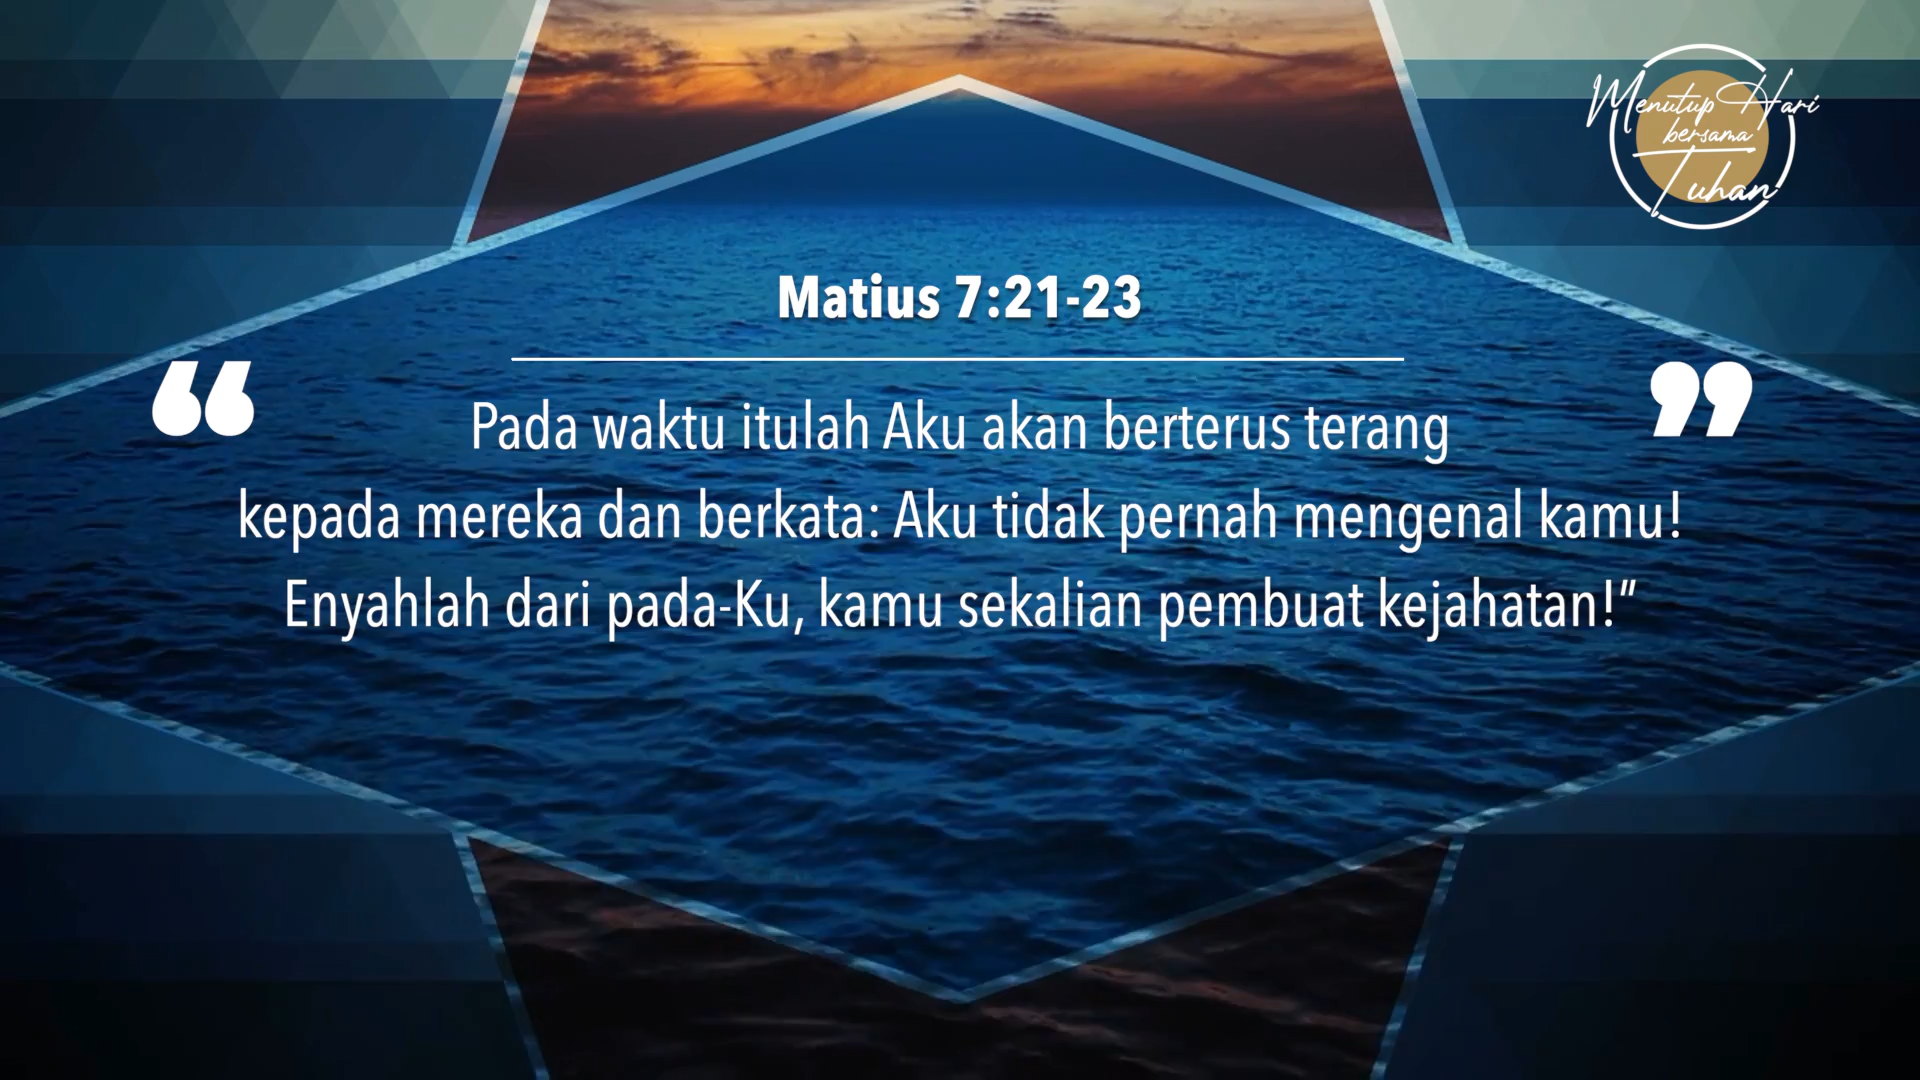 Menutup Hari
bersama
Tuhan
Matius 7:21-23
“ ”
Pada waktu itulah Aku akan berterus terang
kepada mereka dan berkata: Aku tidak pernah mengenal kamu!
Enyahlah dari pada-Ku, kamu sekalian pembuat kejahatan!”